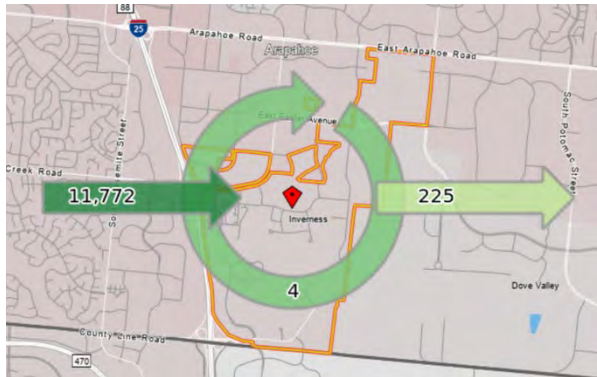 88
25
Arapahoe Road
Arapahoe
East Arapahoe Road
Avenue
South Potomac Street
Creek Road
11,772
225
Inverness
4
Dove Valley
County Line Road
470